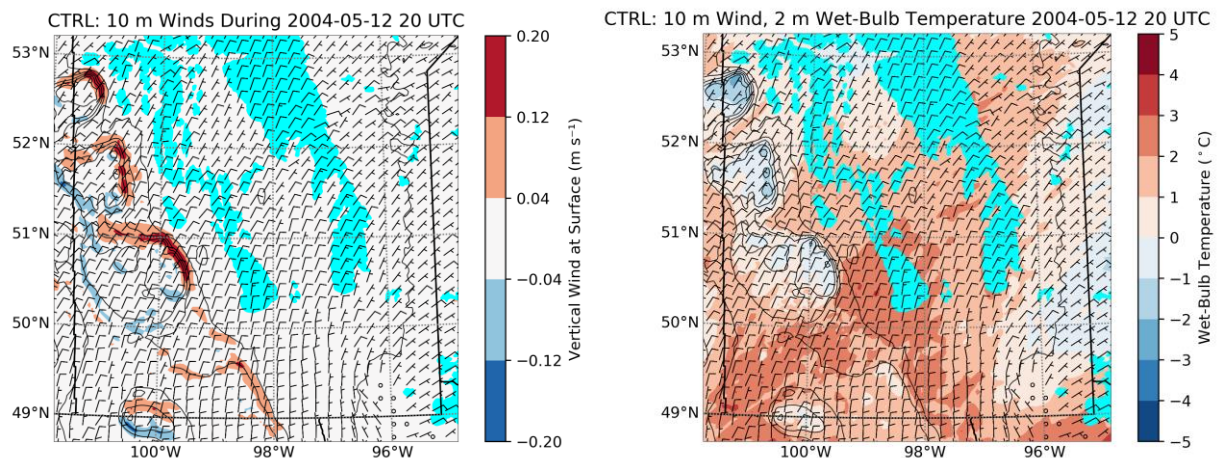 CTRL: 10 m Winds During 2004-05-12 20 UTC
53°N
52°N
51°N
50°N
49°N
100°W
98°W
96°W
0.20
0.12
0.04
−0.04
−0.12
−0.20
Vertical Wind at Surface (m s⁻¹)
CTRL: 10 m Wind, 2 m Wet-Bulb Temperature 2004-05-12 20 UTC
53°N
52°N
51°N
50°N
49°N
100°W
98°W
96°W
5
4
3
2
1
0
−1
−2
−3
−4
−5
Wet-Bulb Temperature (°C)